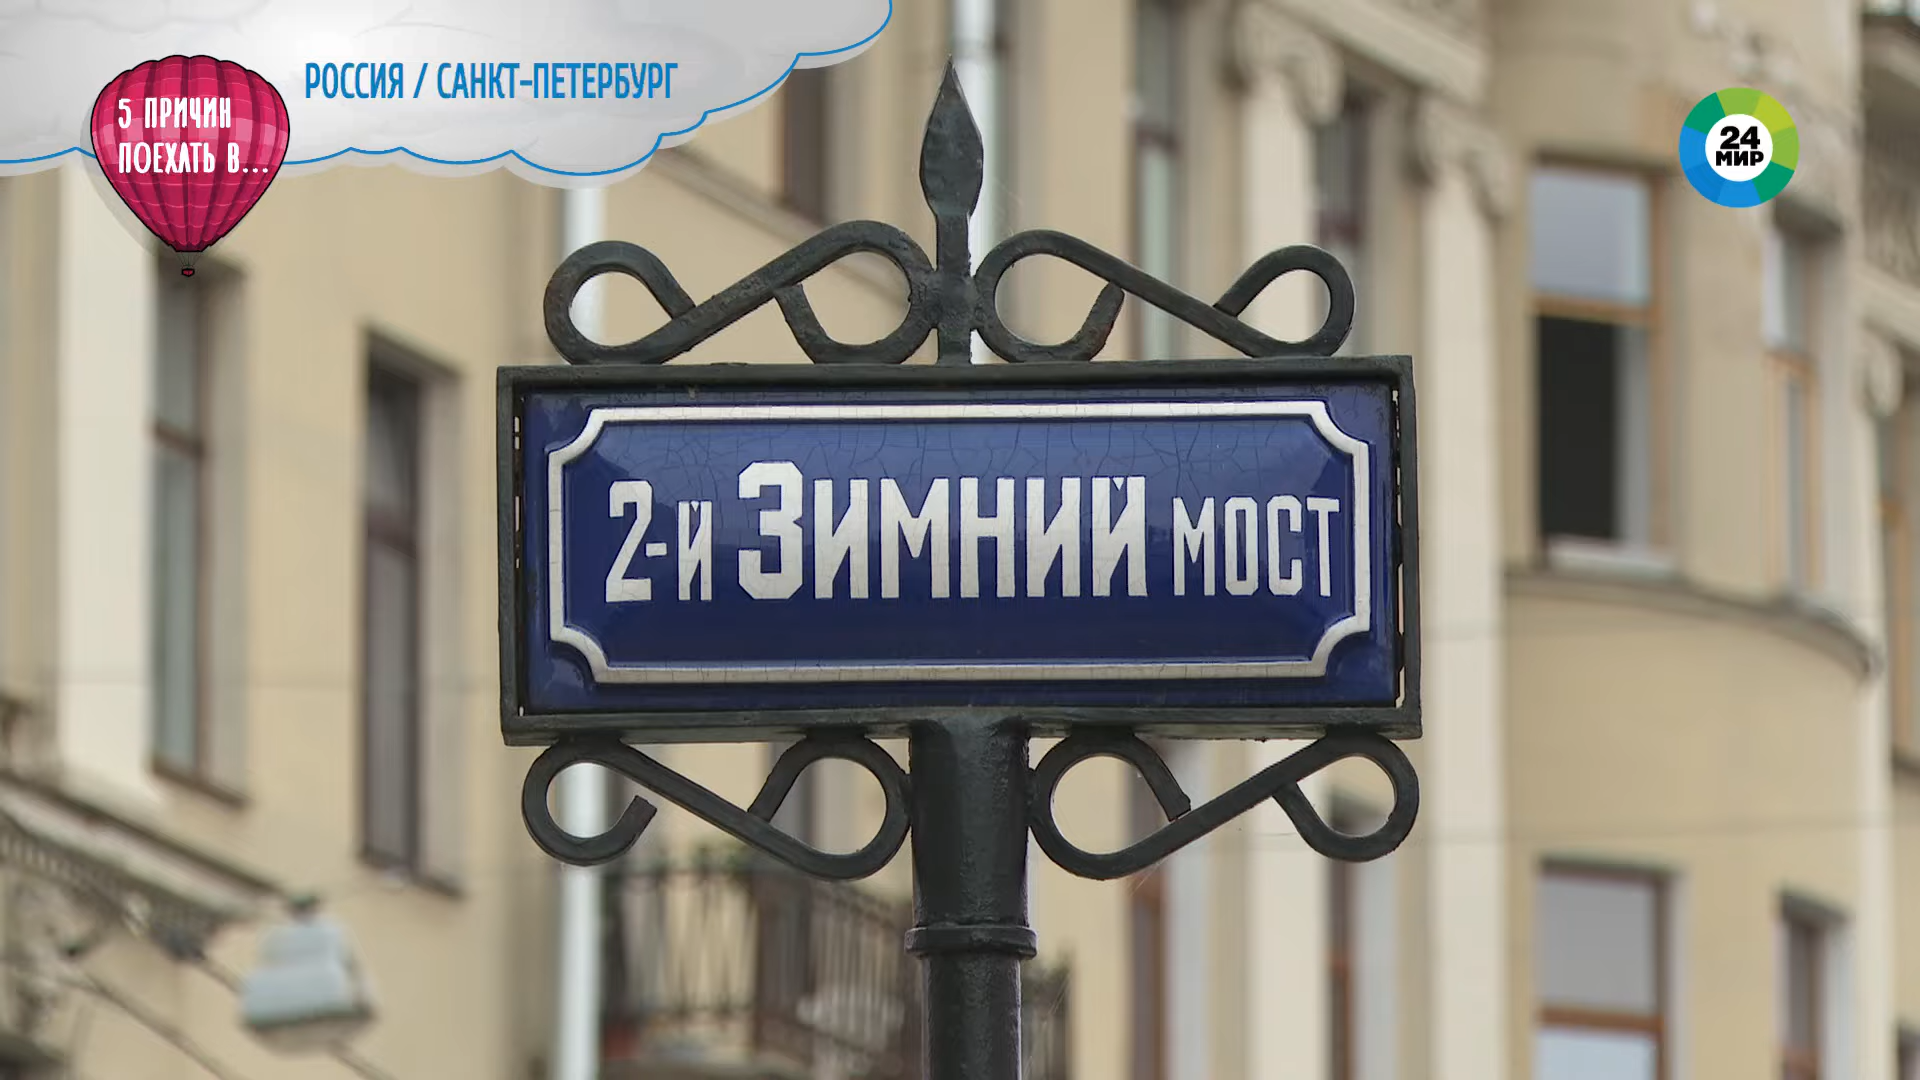 РОССИЯ / САНКТ-ПЕТЕРБУРГ
5 ПРИЧИН
ПОЕХАТЬ В...
24
МИР
2-й ЗИМНИЙ МОСТ